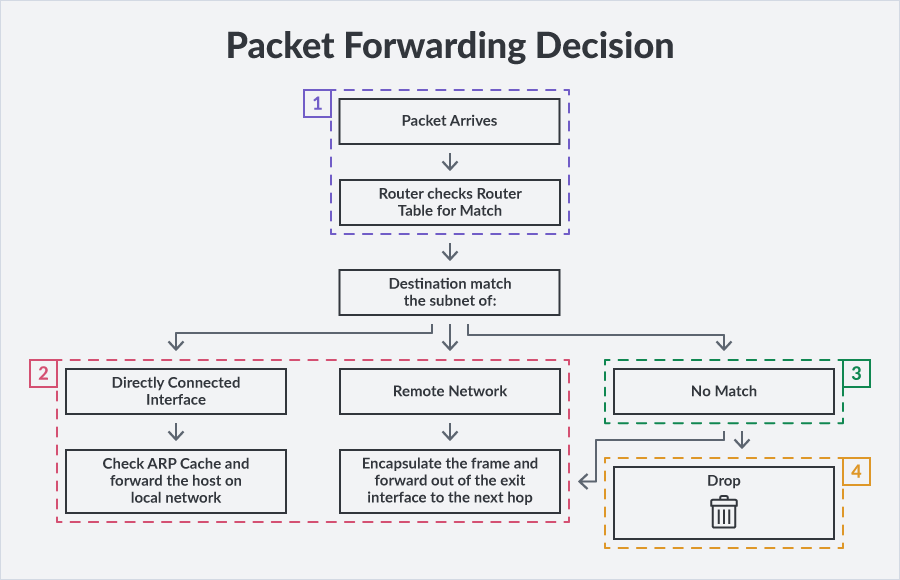 Packet Forwarding Decision
1
Packet Arrives
Router checks Router
Table for Match
Destination match
the subnet of:
2
Directly Connected
Interface
Remote Network
No Match
3
Check ARP Cache and
forward the host on
local network
Encapsulate the frame and
forward out of the exit
interface to the next hop
Drop
4